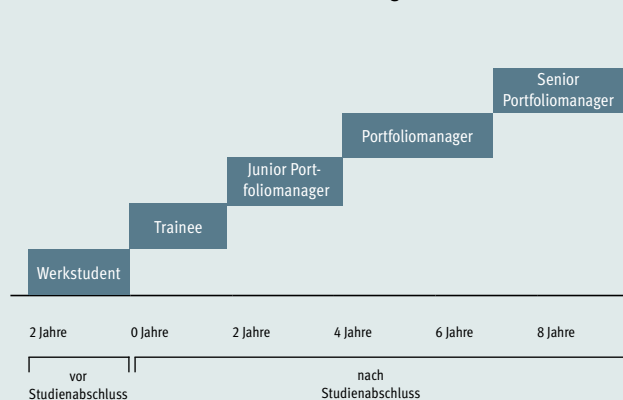 Senior
Portfoliomanager
Portfoliomanager
Junior Port-
foliomanager
Trainee
Werkstudent
2 Jahre
0 Jahre
2 Jahre
4 Jahre
6 Jahre
8 Jahre
vor
Studienabschluss
nach
Studienabschluss